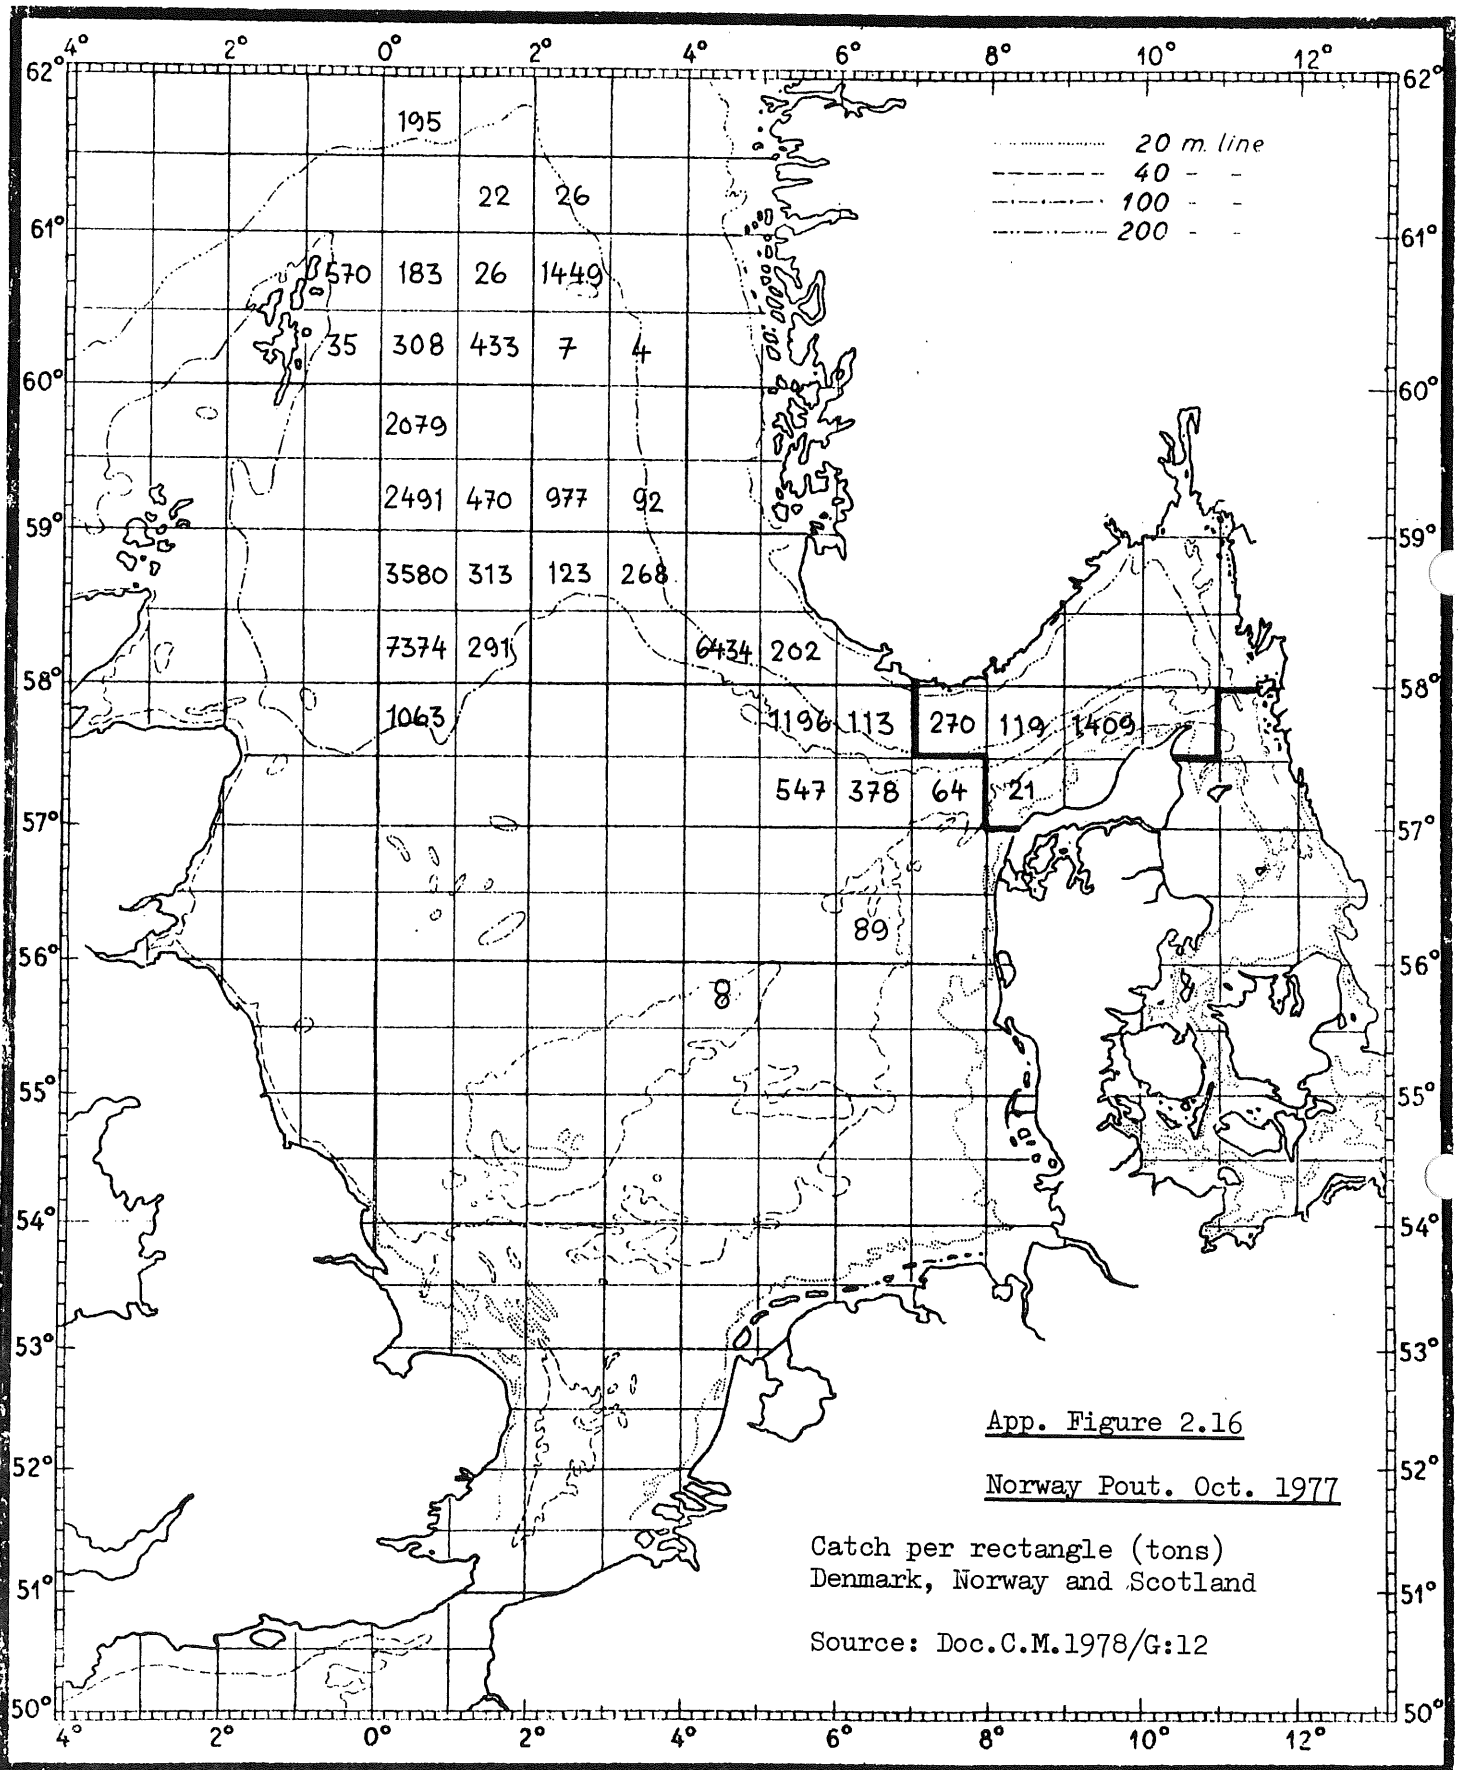 4° 2° 0° 2° 4° 6° 8° 10° 12°
62° 62°
195
20 m. line
40 - -
100 - -
200 - -
22 26
61° 61°
570 183 26 1449
35 308 433 7 4
60° 60°
2079
2491 470 977 92
59° 59°
3580 313 123 268
7374 291 6434 202
58° 58°
1063 1196 113 270 119 1409
547 378 64 21
57° 57°
89
56° 56°
8
55° 55°
54° 54°
53° 53°
App. Figure 2.16
52° 52°
Norway Pout. Oct. 1977
Catch per rectangle (tons)
Denmark, Norway and Scotland
51° 51°
Source: Doc.C.M.1978/G:12
50° 50°
4° 2° 0° 2° 4° 6° 8° 10° 12°